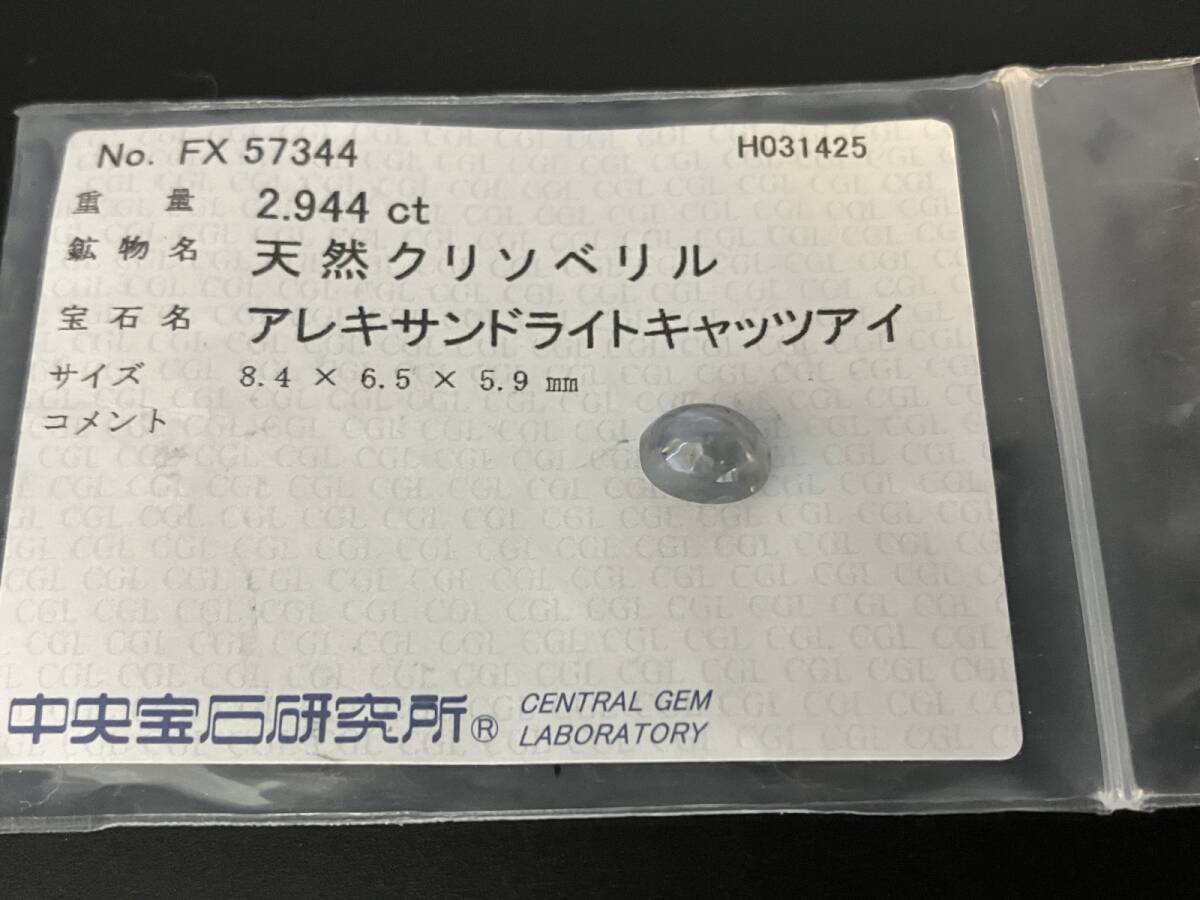 No. FX 57344 H031425
重量 2.944 ct
鉱物名 天然クリソベリル
宝石名 アレキサンドライトキャッツアイ
サイズ 8.4 × 6.5 × 5.9 mm
コメント
中央宝石研究所® CENTRAL GEM
LABORATORY